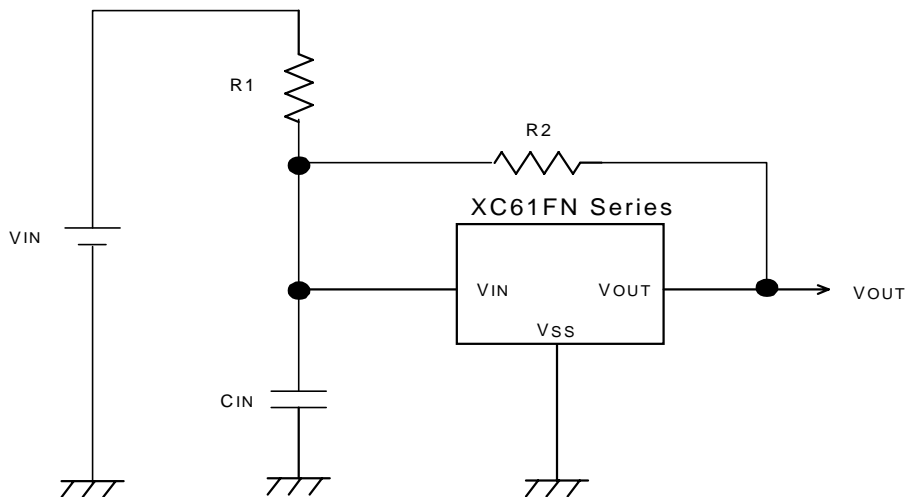 R1
R2
XC61FN Series
VIN
VIN
VOUT
VOUT
VSS
CIN